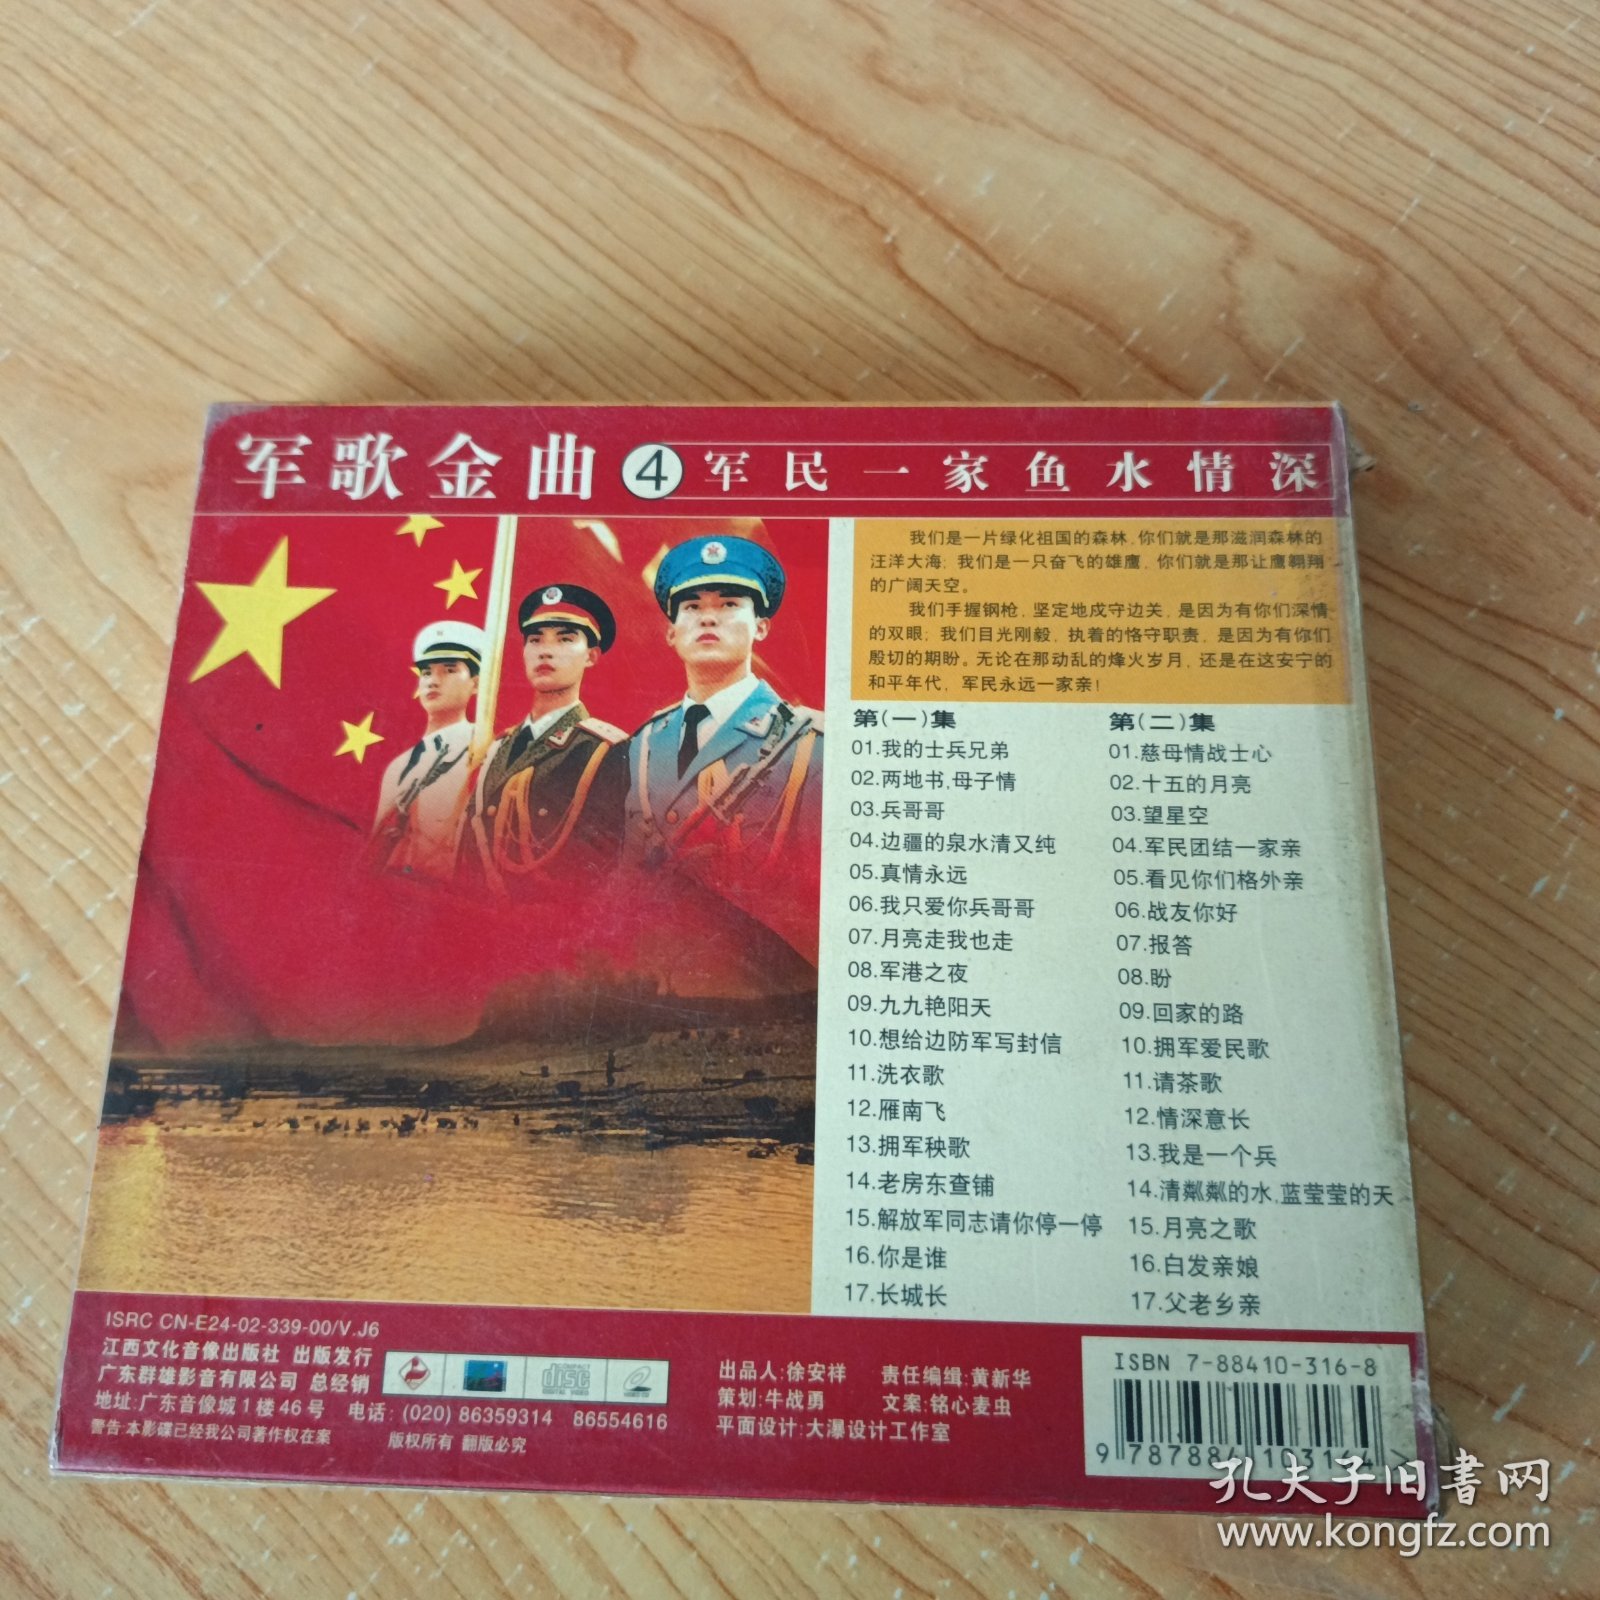 军歌金曲 4 军民一家鱼水情深
我们是一片绿化祖国的森林,你们就是那滋润森林的
汪洋大海;我们是一只奋飞的雄鹰,你们就是那让鹰翱翔
的广阔天空。
我们手握钢枪,坚定地戍守边关,是因为有你们深情
的双眼;我们目光刚毅,执着的恪守职责,是因为有你们
殷切的期盼。无论在那动乱的烽火岁月,还是在这安宁的
和平年代,军民永远一家亲!
第(一)集
01.我的士兵兄弟
02.两地书,母子情
03.兵哥哥
04.边疆的泉水清又纯
05.真情永远
06.我只爱你兵哥哥
07.月亮走我也走
08.军港之夜
09.九九艳阳天
10.想给边防军写封信
11.洗衣歌
12.雁南飞
13.拥军秧歌
14.老房东查铺
15.解放军同志请你停一停
16.你是谁
17.长城长
第(二)集
01.慈母情战士心
02.十五的月亮
03.望星空
04.军民团结一家亲
05.看见你们格外亲
06.战友你好
07.报答
08.盼
09.回家的路
10.拥军爱民歌
11.请茶歌
12.情深意长
13.我是一个兵
14.清粼粼的水,蓝莹莹的天
15.月亮之歌
16.白发亲娘
17.父老乡亲
ISRC CN-E24-02-339-00/V.J6
江西文化音像出版社 出版发行
广东群雄影音有限公司 总经销
地址:广东音像城1楼46号 电话:(020) 86359314 86554616
警告:本影碟已经我公司著作权在案 版权所有 翻版必究
COMPACT
disc
DIGITAL VIDEO
VIDEO CD
出品人:徐安祥 责任编辑:黄新华
策划:牛战勇 文案:铭心麦虫
平面设计:大瀑设计工作室
ISBN 7-88410-316-8
9 787884 103164 >
孔夫子旧书网
www.kongfz.com